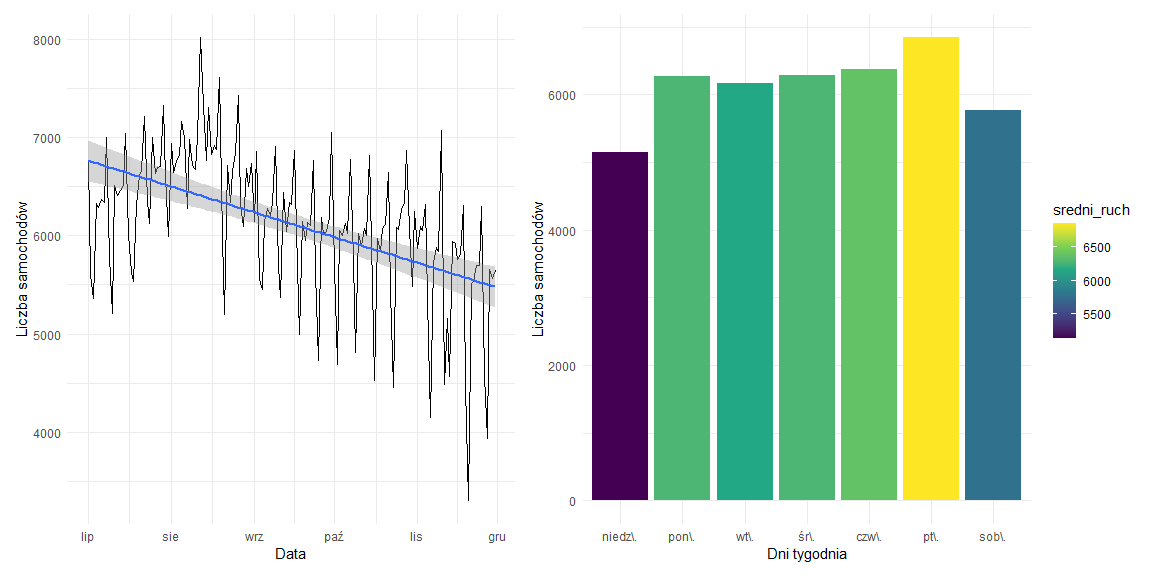 Liczba samochodów
8000
7000
6000
5000
4000
lip
sie
wrz
paź
lis
gru
Data
Liczba samochodów
6000
4000
2000
0
niedz\.
pon\.
wt\.
śr\.
czw\.
pt\.
sob\.
Dni tygodnia
sredni_ruch
6500
6000
5500